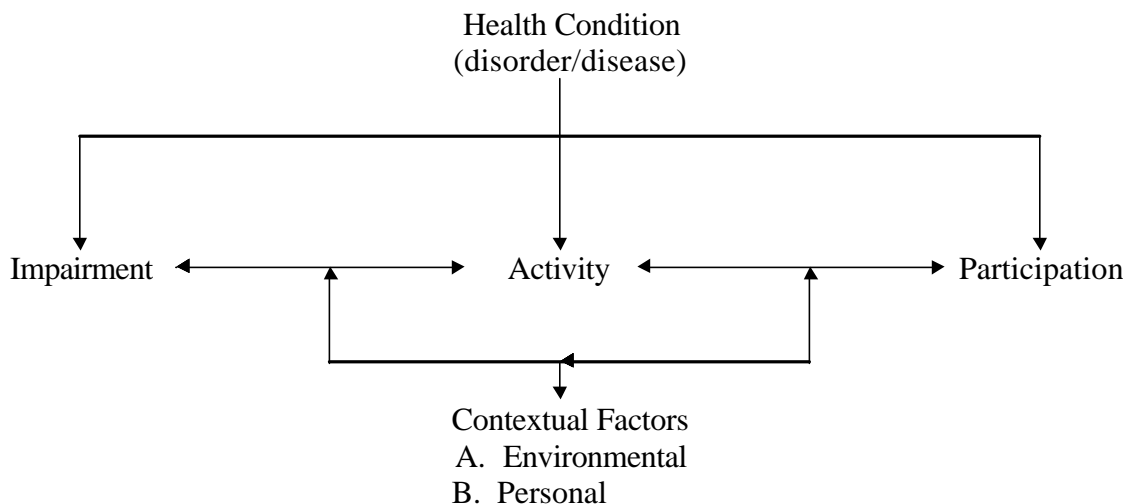 Health Condition
(disorder/disease)
Impairment
Activity
Participation
Contextual Factors
A. Environmental
B. Personal